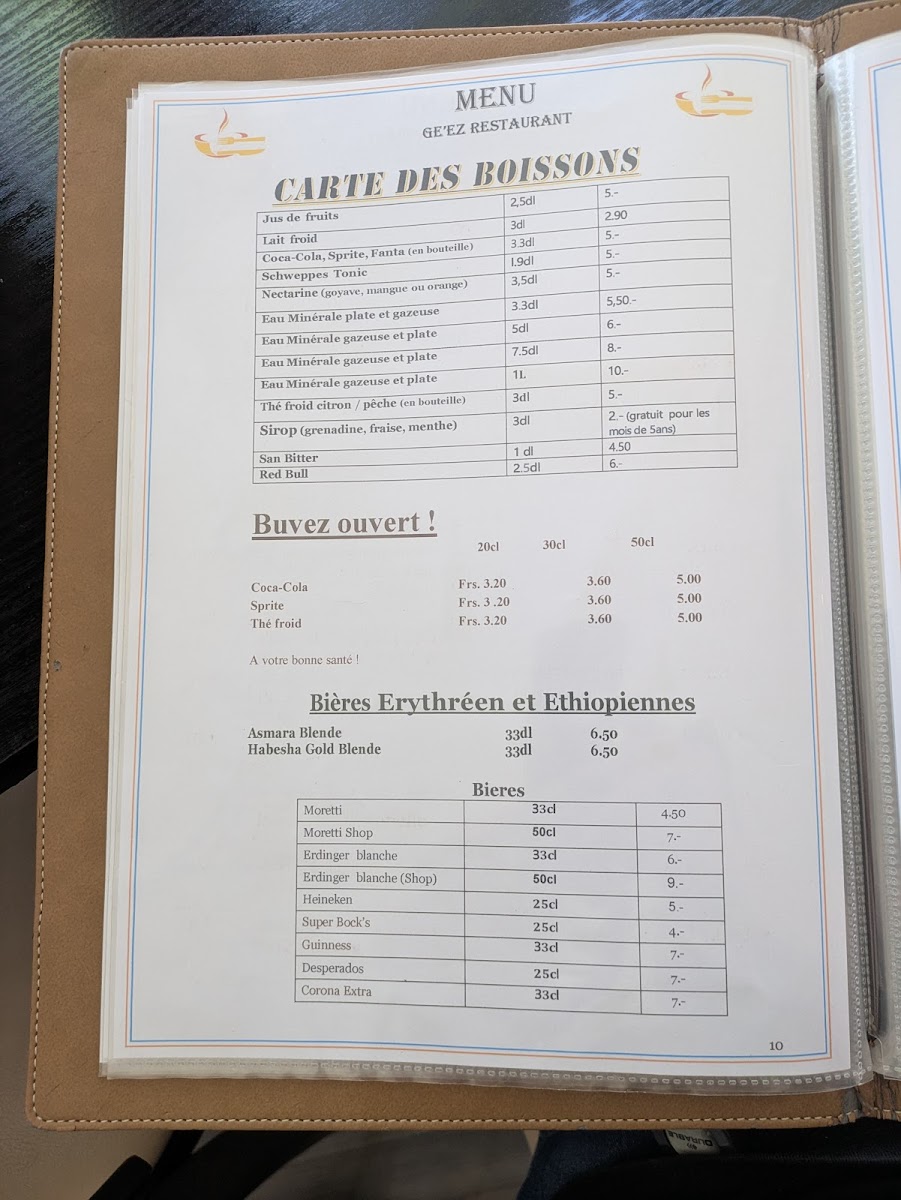 MENU
GE'EZ RESTAURANT
CARTE DES BOISSONS
Jus de fruits 2,5dl 5.-
Lait froid 3dl 2.90
Coca-Cola, Sprite, Fanta (en bouteille) 3.3dl 5.-
Schweppes Tonic 1.9dl 5.-
Nectarine (goyave, mangue ou orange) 3,5dl 5.-
Eau Minérale plate et gazeuse 3.3dl 5,50.-
Eau Minérale gazeuse et plate 5dl 6.-
Eau Minérale gazeuse et plate 7.5dl 8.-
Eau Minérale gazeuse et plate 1L 10.-
Thé froid citron / pêche (en bouteille) 3dl 5.-
Sirop (grenadine, fraise, menthe) 3dl 2.- (gratuit pour les
mois de 5ans)
San Bitter 1 dl 4.50
Red Bull 2.5dl 6.-
Buvez ouvert !
20cl 30cl 50cl
Coca-Cola Frs. 3.20 3.60 5.00
Sprite Frs. 3 .20 3.60 5.00
Thé froid Frs. 3.20 3.60 5.00
A votre bonne santé !
Bières Erythréen et Ethiopiennes
Asmara Blende 33dl 6.50
Habesha Gold Blende 33dl 6.50
Bieres
Moretti 33cl 4.50
Moretti Shop 50cl 7.-
Erdinger blanche 33cl 6.-
Erdinger blanche (Shop) 50cl 9.-
Heineken 25cl 5.-
Super Bock's 25cl 4.-
Guinness 33cl 7.-
Desperados 25cl 7.-
Corona Extra 33cl 7.-
10
DURABLE